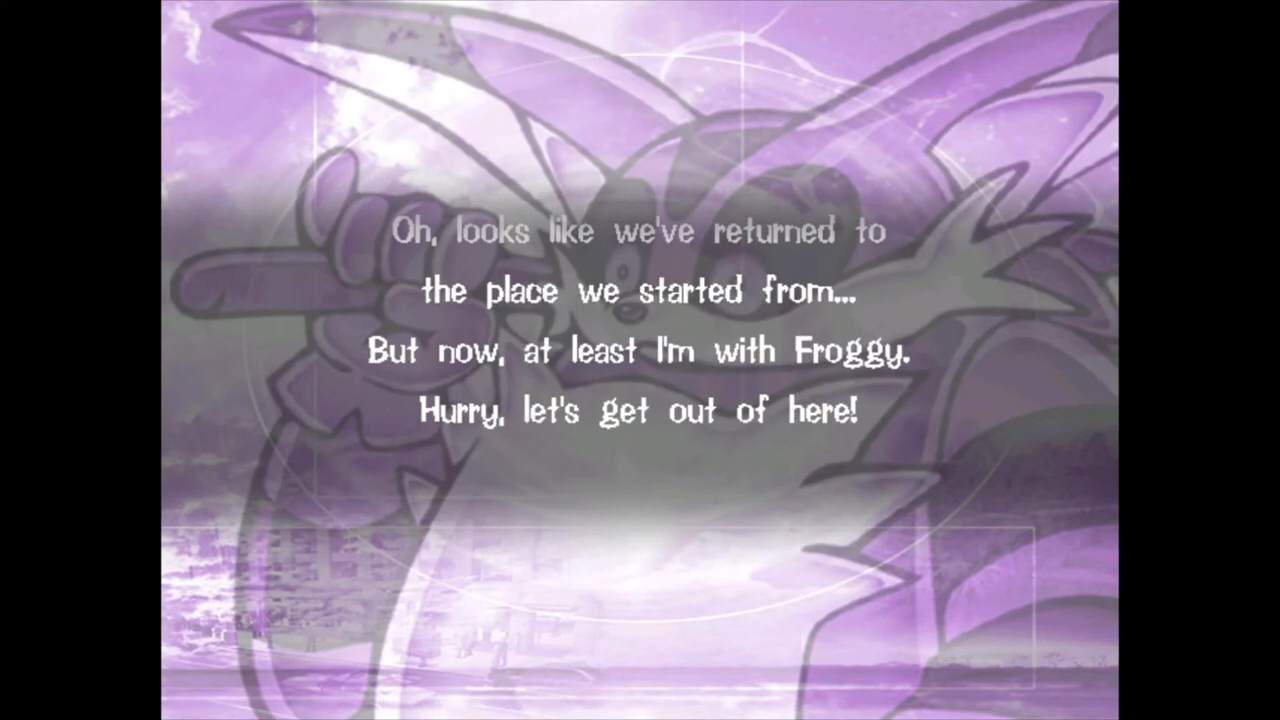 Oh, looks like we've returned to
the place we started from...
But now, at least I'm with Froggy.
Hurry, let's get out of here!